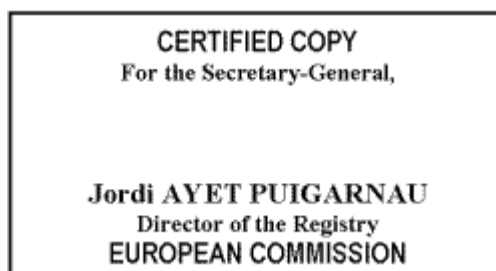 CERTIFIED COPY
For the Secretary-General,
Jordi AYET PUIGARNAU
Director of the Registry
EUROPEAN COMMISSION